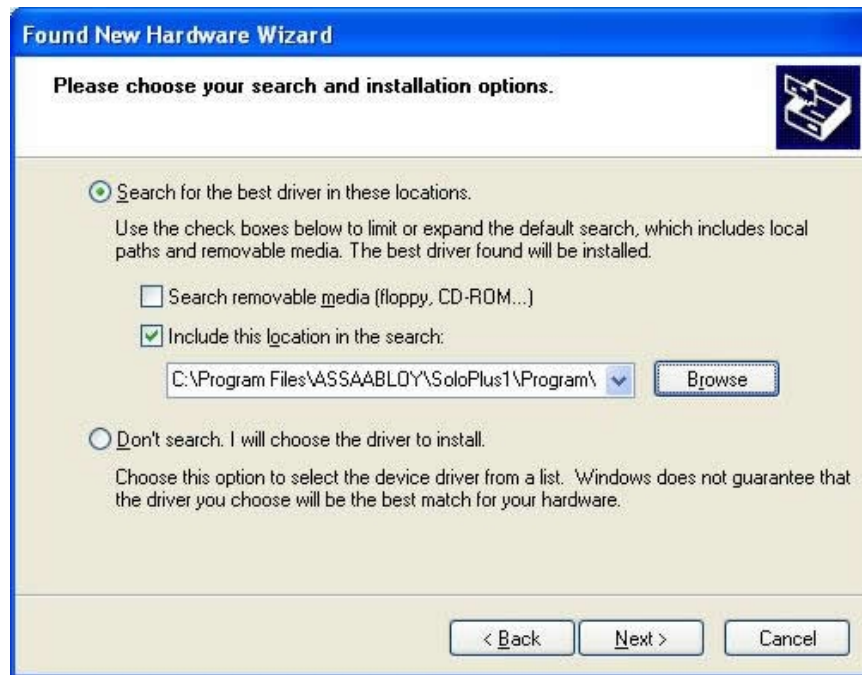 Found New Hardware Wizard
Please choose your search and installation options.
Search for the best driver in these locations.
Use the check boxes below to limit or expand the default search, which includes local
paths and removable media. The best driver found will be installed.
Search removable media (floppy, CD-ROM...)
Include this location in the search:
C:\Program Files\ASSAABLOY\SoloPlus1\Program\
Browse
Don't search. I will choose the driver to install.
Choose this option to select the device driver from a list. Windows does not guarantee that
the driver you choose will be the best match for your hardware.
< Back
Next >
Cancel